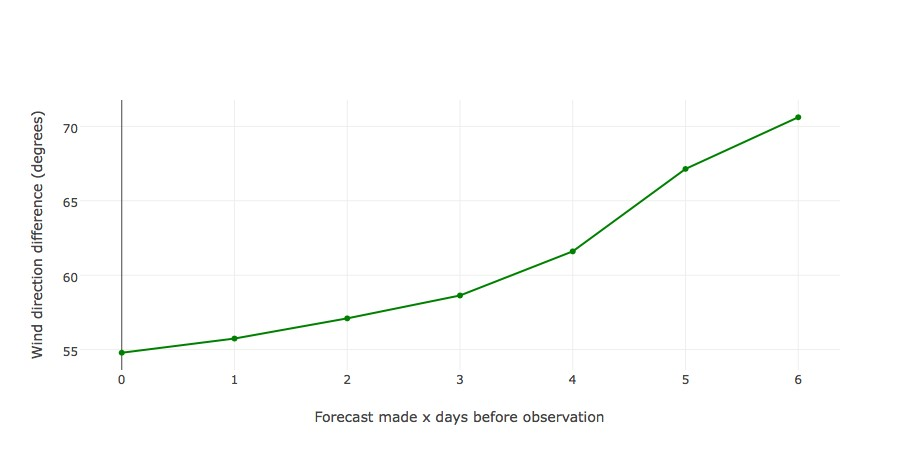 Wind direction difference (degrees)
70
65
60
55
0 1 2 3 4 5 6
Forecast made x days before observation